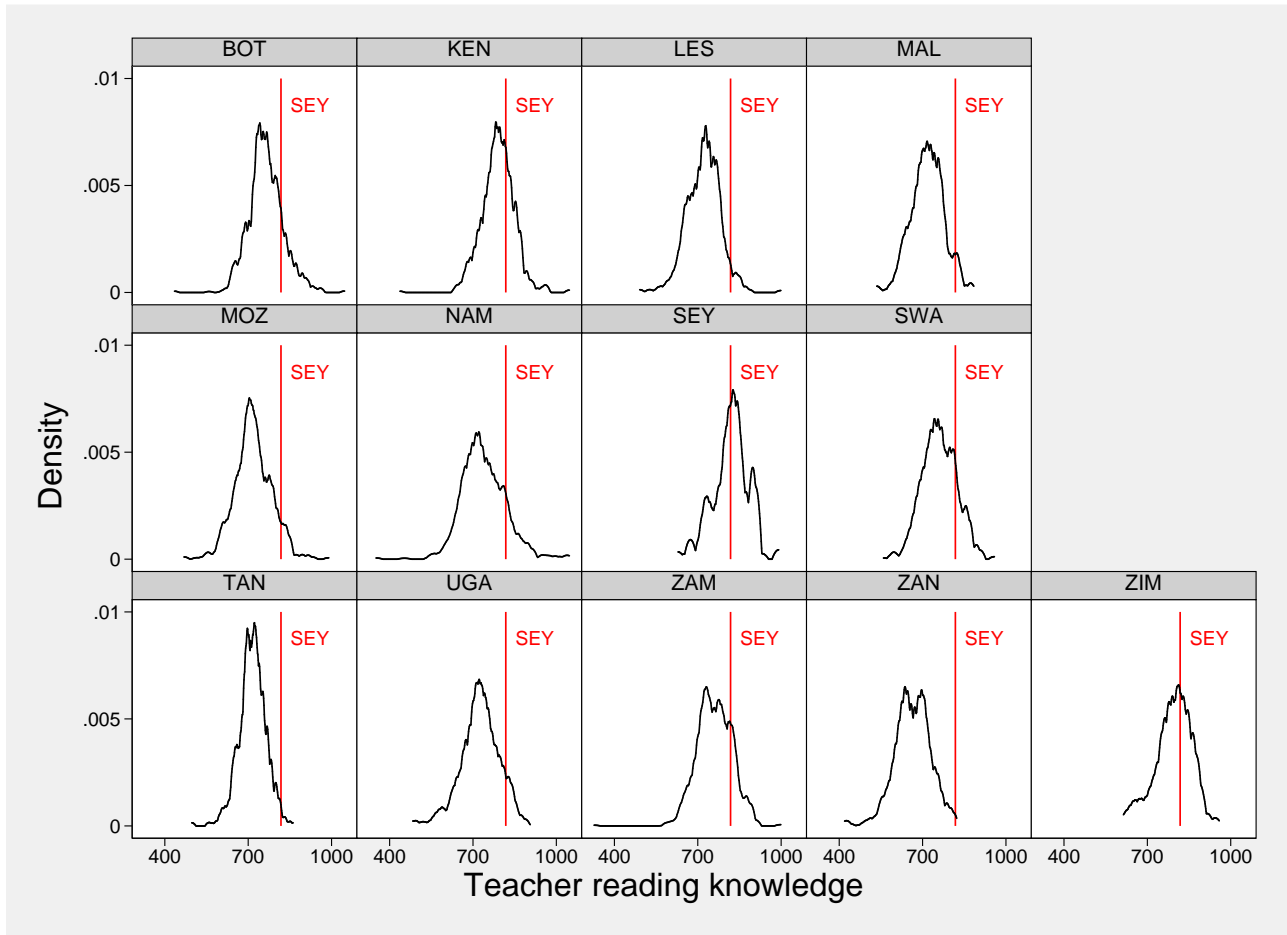 BOT KEN LES MAL
.01 SEY SEY SEY SEY
.005
0
MOZ NAM SEY SWA
.01 SEY SEY SEY SEY
.005
0
TAN UGA ZAM ZAN ZIM
.01 SEY SEY SEY SEY SEY
.005
0
400 700 1000 400 700 1000 400 700 1000 400 700 1000 400 700 1000
Density
Teacher reading knowledge